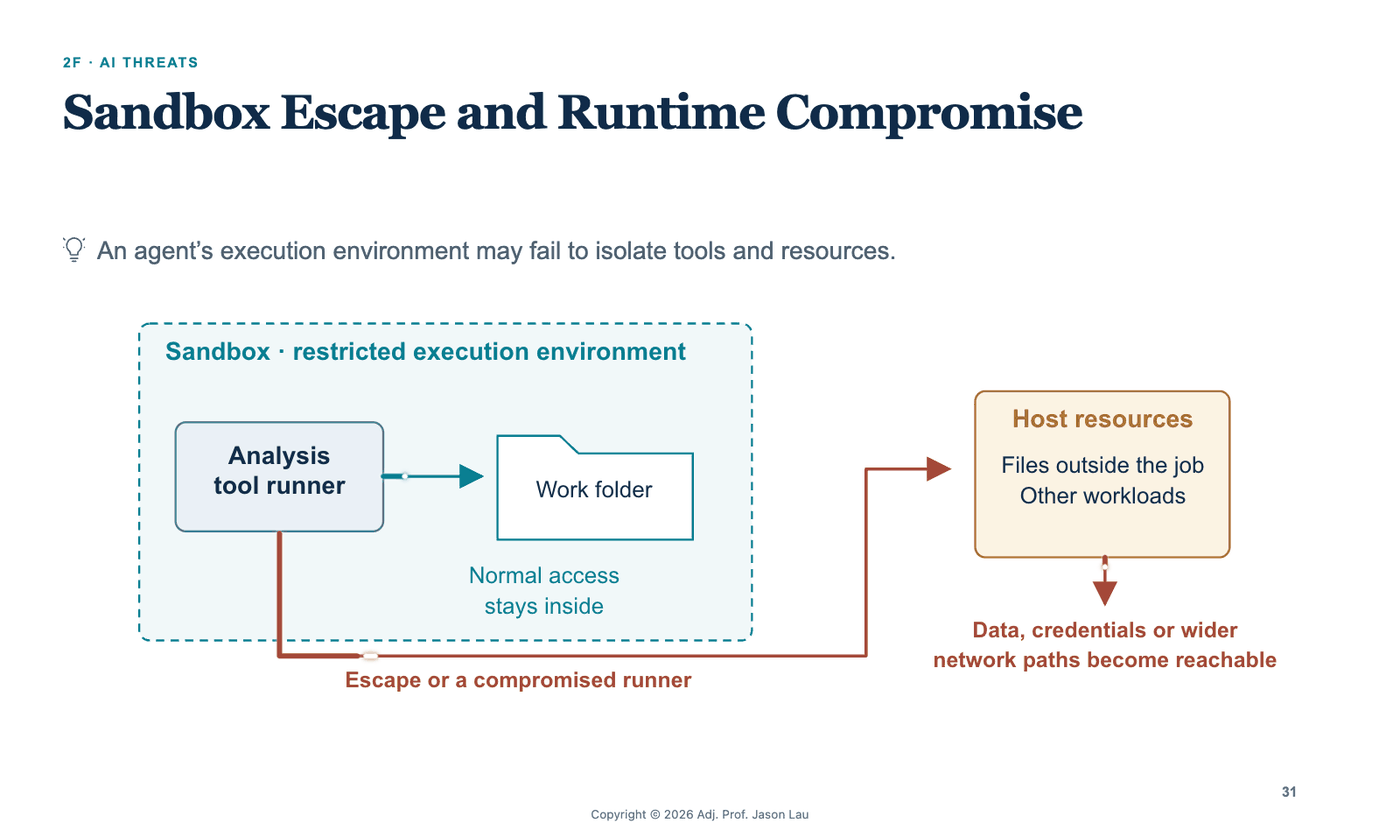 2F · AI THREATS
Sandbox Escape and Runtime Compromise
An agent’s execution environment may fail to isolate tools and resources.
Sandbox · restricted execution environment
Analysis
tool runner
Work folder
Normal access
stays inside
Escape or a compromised runner
Host resources
Files outside the job
Other workloads
Data, credentials or wider
network paths become reachable
31
Copyright © 2026 Adj. Prof. Jason Lau